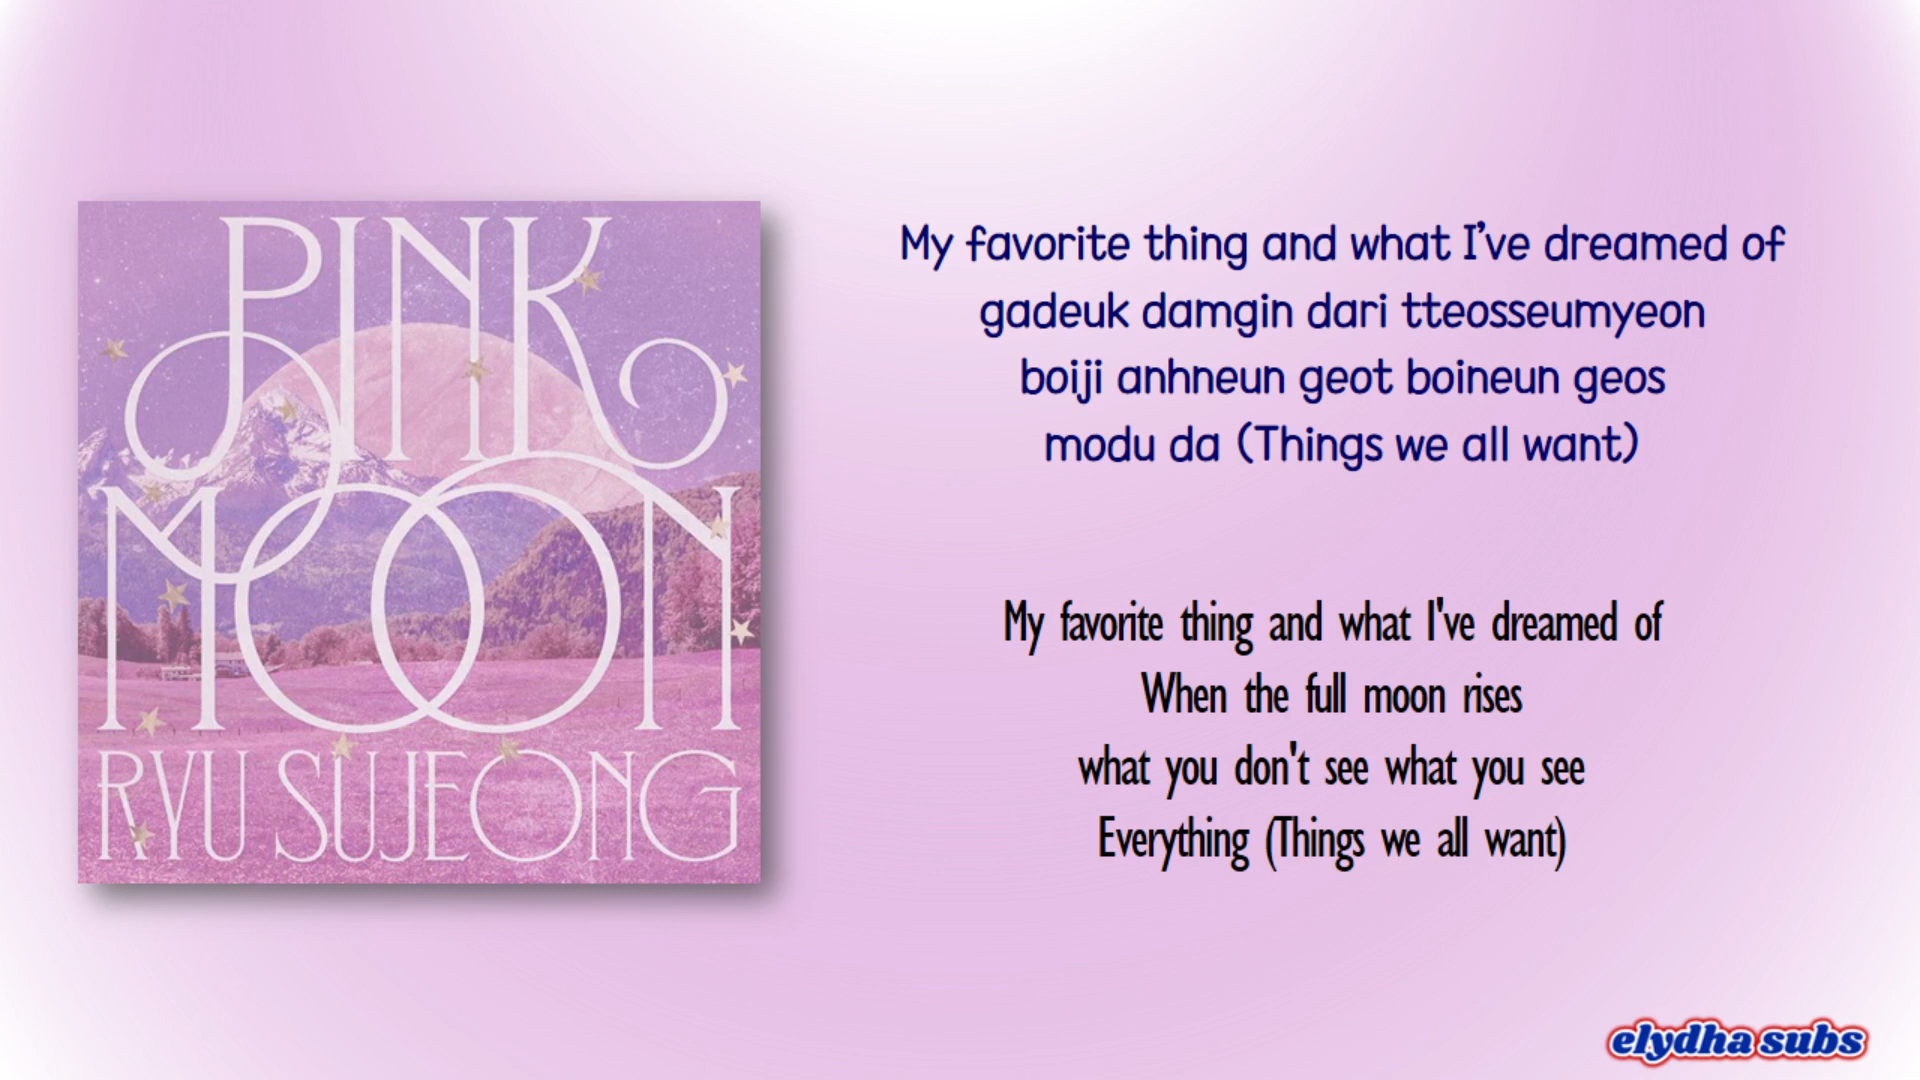 PINK
MOON
RYU SUJEONG
My favorite thing and what I've dreamed of
gadeuk damgin dari tteosseumyeon
boiji anhneun geot boineun geos
modu da (Things we all want)
My favorite thing and what I've dreamed of
When the full moon rises
what you don't see what you see
Everything (Things we all want)
elydha subs